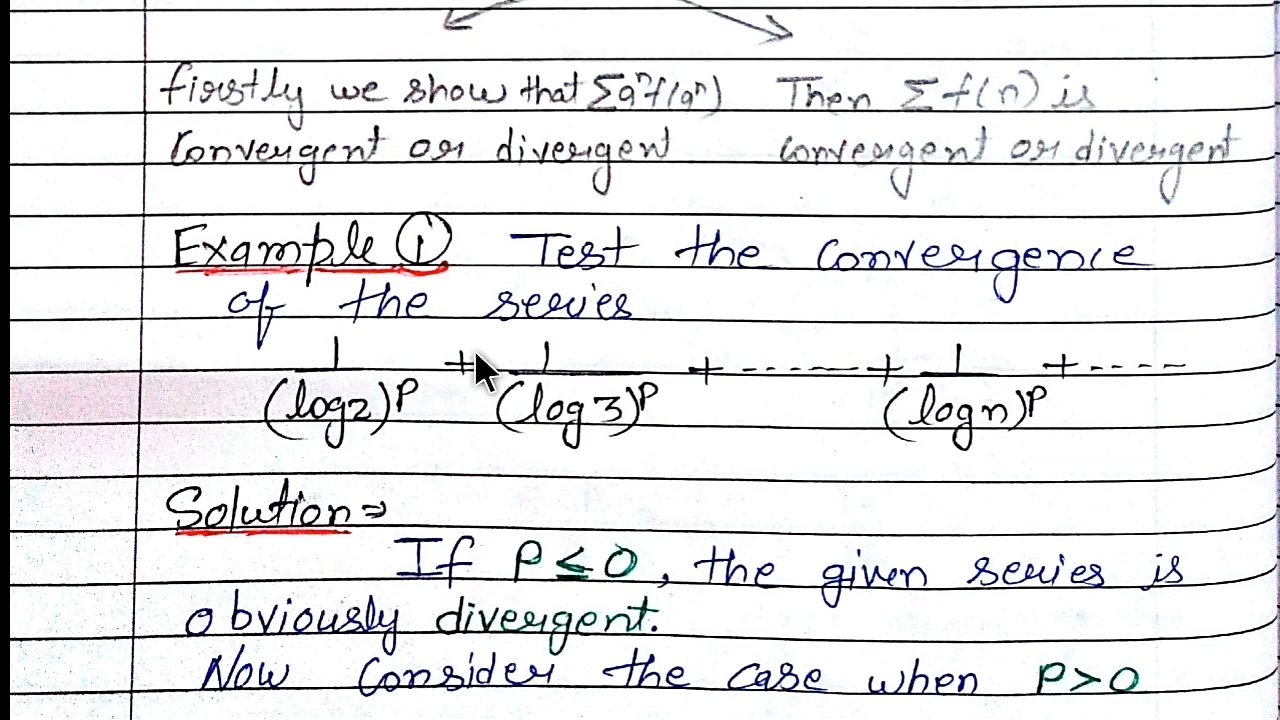 firstly we show that Σaⁿf(aⁿ) Then Σf(n) is
convergent or divergent convergent or divergent
Example ① Test the convergence
of the series
1/(log2)^p + 1/(log3)^p + ------ + 1/(logn)^p + ----
Solution ⇒
If P ≤ 0, the given series is
obviously divergent.
Now Consider the case when P > 0